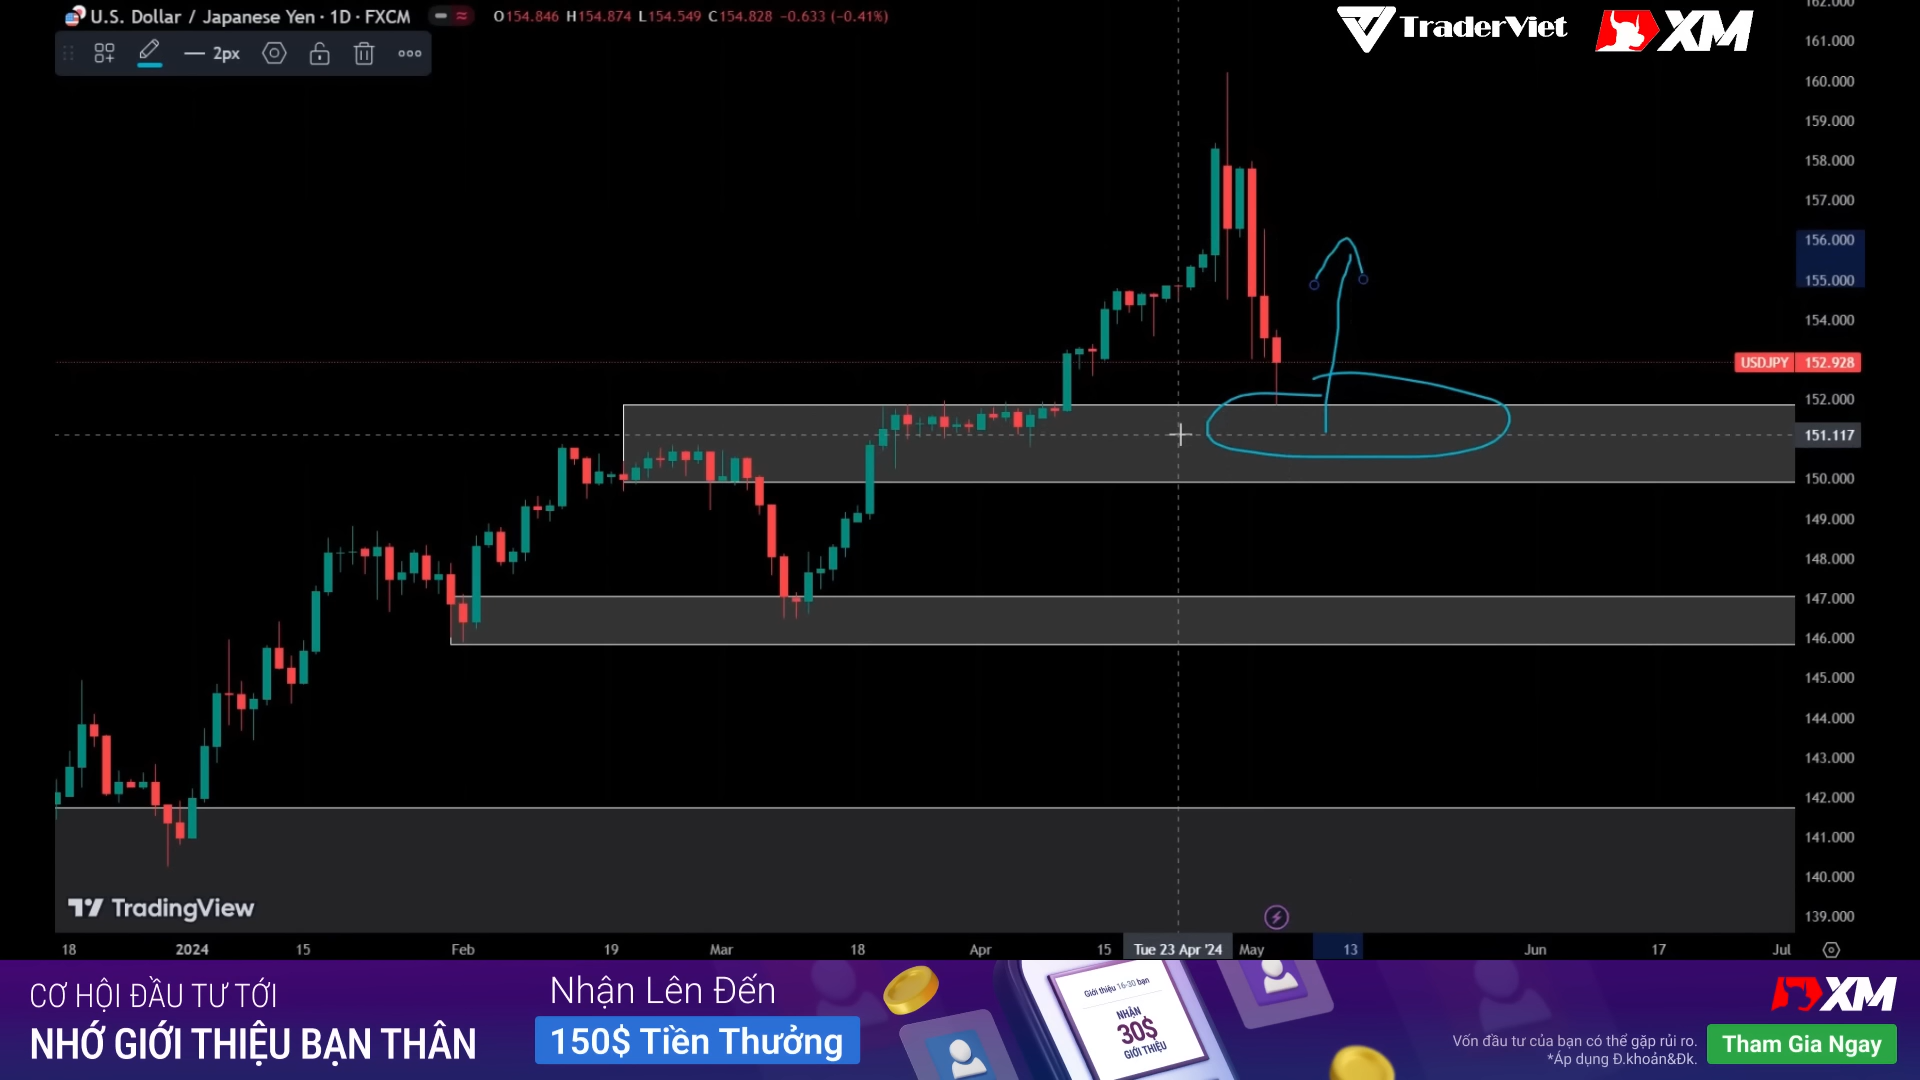 U.S. Dollar / Japanese Yen · 1D · FXCM
O154.846 H154.874 L154.549 C154.828 −0.633 (−0.41%)
2px
TraderViet
XM
162.000
161.000
160.000
159.000
158.000
157.000
156.000
155.000
154.000
USDJPY 152.928
152.000
151.117
150.000
149.000
148.000
147.000
146.000
145.000
144.000
143.000
142.000
141.000
140.000
139.000
TradingView
18 2024 15 Feb 19 Mar 18 Apr 15 Tue 23 Apr '24 May 13 Jun 17 Jul
CƠ HỘI ĐẦU TƯ TỚI
NHỚ GIỚI THIỆU BẠN THÂN
Nhận Lên Đến
150$ Tiền Thưởng
Giới thiệu 16-30 bạn
NHẬN
30$
GIỚI THIỆU
XM
Vốn đầu tư của bạn có thể gặp rủi ro.
*Áp dụng Đ.khoản&Đk.
Tham Gia Ngay